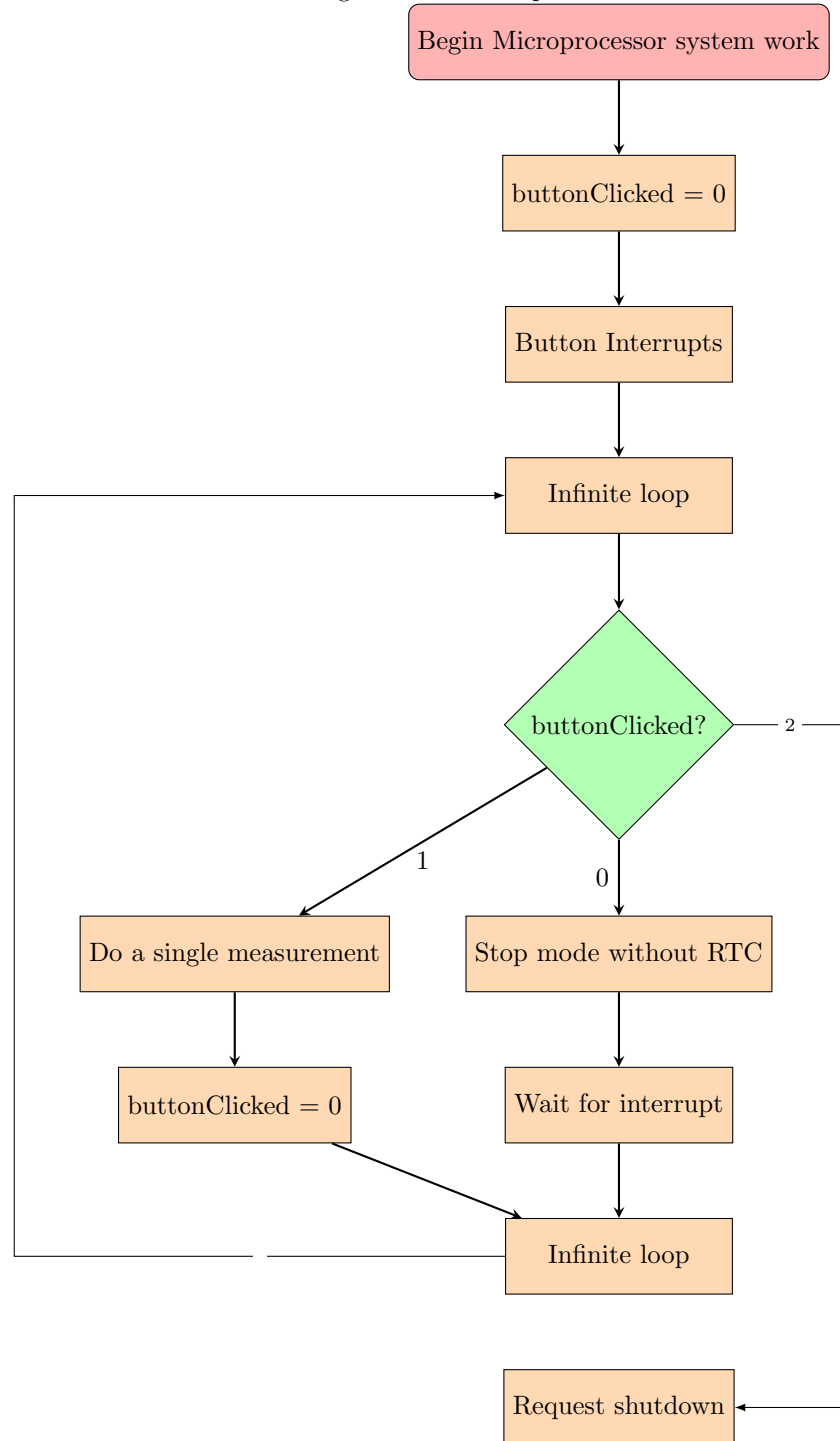 Begin Microprocessor system work
buttonClicked = 0
Button Interrupts
Infinite loop
buttonClicked?
2
1
0
Do a single measurement
Stop mode without RTC
buttonClicked = 0
Wait for interrupt
Infinite loop
Request shutdown